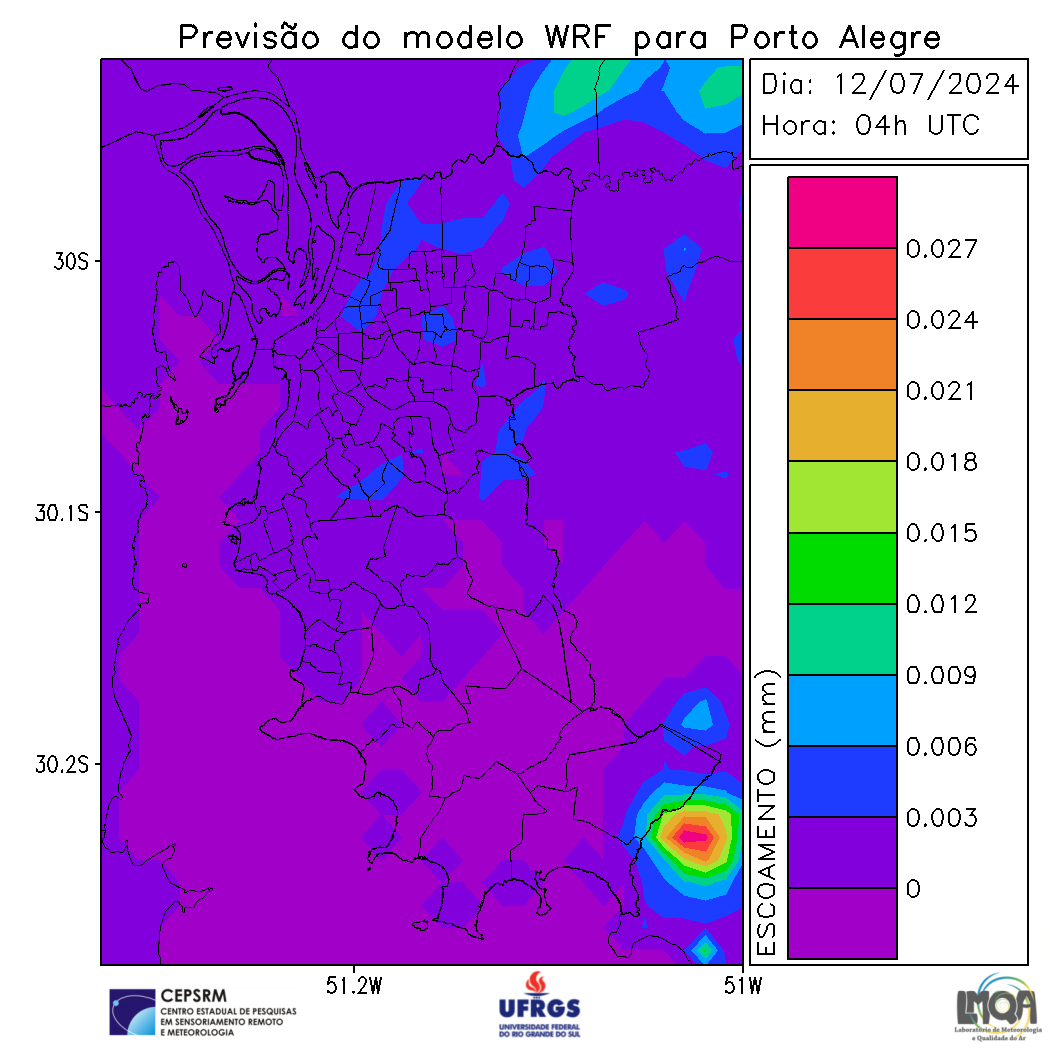 Previsão do modelo WRF para Porto Alegre
Dia: 12/07/2024
Hora: 04h UTC
30S
30.1S
30.2S
51.2W
51W
0.027
0.024
0.021
0.018
0.015
0.012
0.009
0.006
0.003
0
ESCOAMENTO (mm)
CEPSRM
CENTRO ESTADUAL DE PESQUISAS
EM SENSORIAMENTO REMOTO
E METEOROLOGIA
UFRGS
UNIVERSIDADE FEDERAL
DO RIO GRANDE DO SUL
LMQA
Laboratório de Meteorologia
e Qualidade do Ar